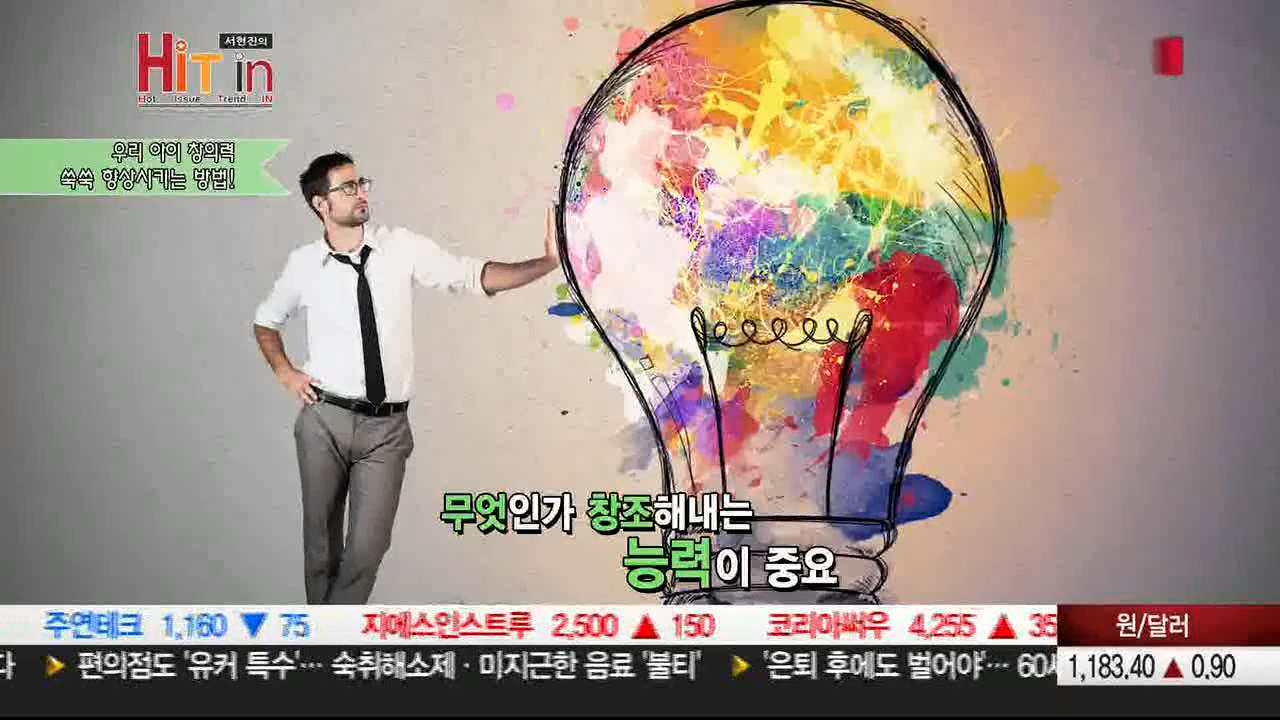 서현진의
HiT in
Hot Issue Trend IN
우리 아이 창의력
쑥쑥 향상시키는 방법!
무엇인가 창조해내는
능력이 중요
주연테크 1,160 ▼ 75 지에스인스트루 2,500 ▲ 150 코리아써우 4,255 ▲ 35
원/달러
다 ▶ 편의점도 '유커 특수'… 숙취해소제·미지근한 음료 '불티' ▶ '은퇴 후에도 벌어야'… 60
1,183.40 ▲ 0.90